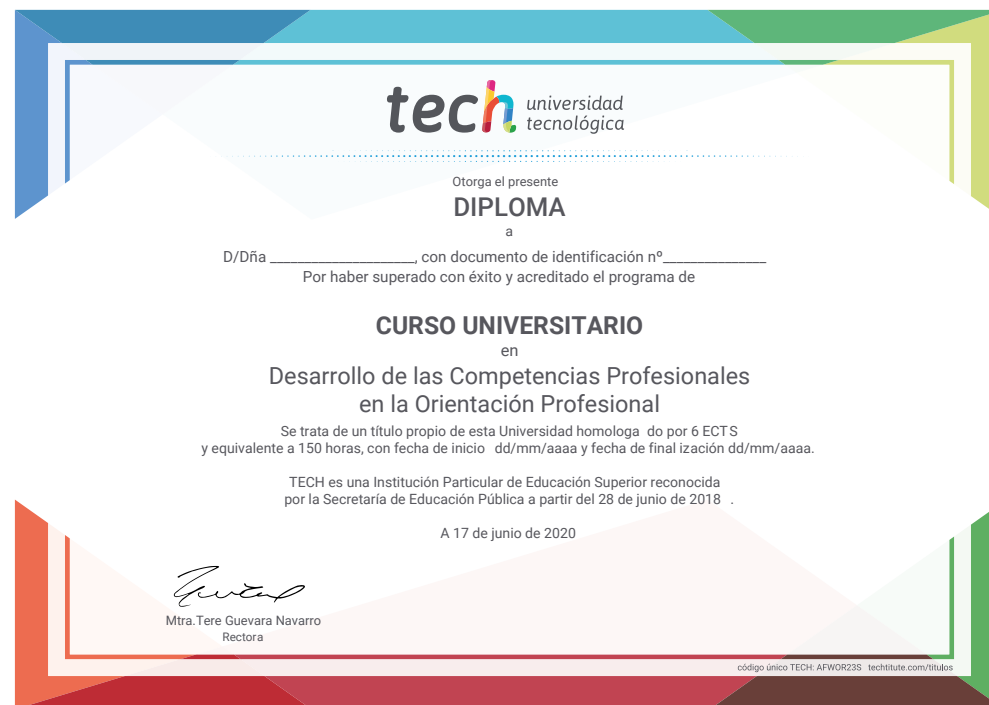 tech universidad
tecnológica
Otorga el presente
DIPLOMA
a
D/Dña ______________________, con documento de identificación nº________________
Por haber superado con éxito y acreditado el programa de
CURSO UNIVERSITARIO
en
Desarrollo de las Competencias Profesionales
en la Orientación Profesional
Se trata de un título propio de esta Universidad homologa do por 6 ECTS
y equivalente a 150 horas, con fecha de inicio dd/mm/aaaa y fecha de final ización dd/mm/aaaa.
TECH es una Institución Particular de Educación Superior reconocida
por la Secretaría de Educación Pública a partir del 28 de junio de 2018 .
A 17 de junio de 2020
Mtra.Tere Guevara Navarro
Rectora
código único TECH: AFWOR23S techtitute.com/titulos